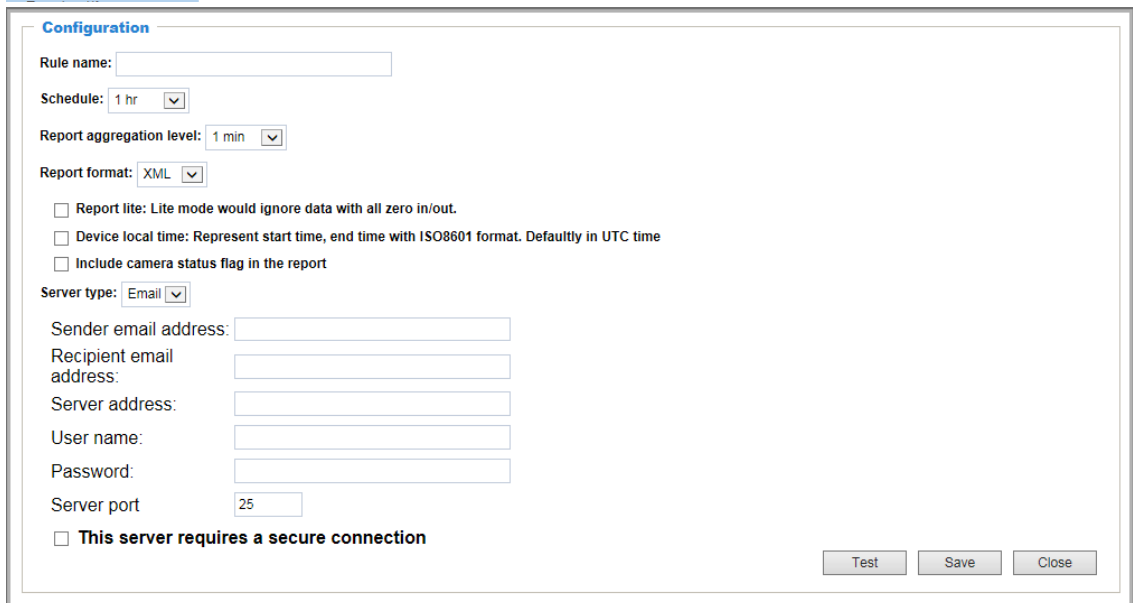 Configuration
Rule name:
Schedule: 1 hr
Report aggregation level: 1 min
Report format: XML
Report lite: Lite mode would ignore data with all zero in/out.
Device local time: Represent start time, end time with ISO8601 format. Defaultly in UTC time
Include camera status flag in the report
Server type: Email
Sender email address:
Recipient email
address:
Server address:
User name:
Password:
Server port 25
This server requires a secure connection
Test Save Close